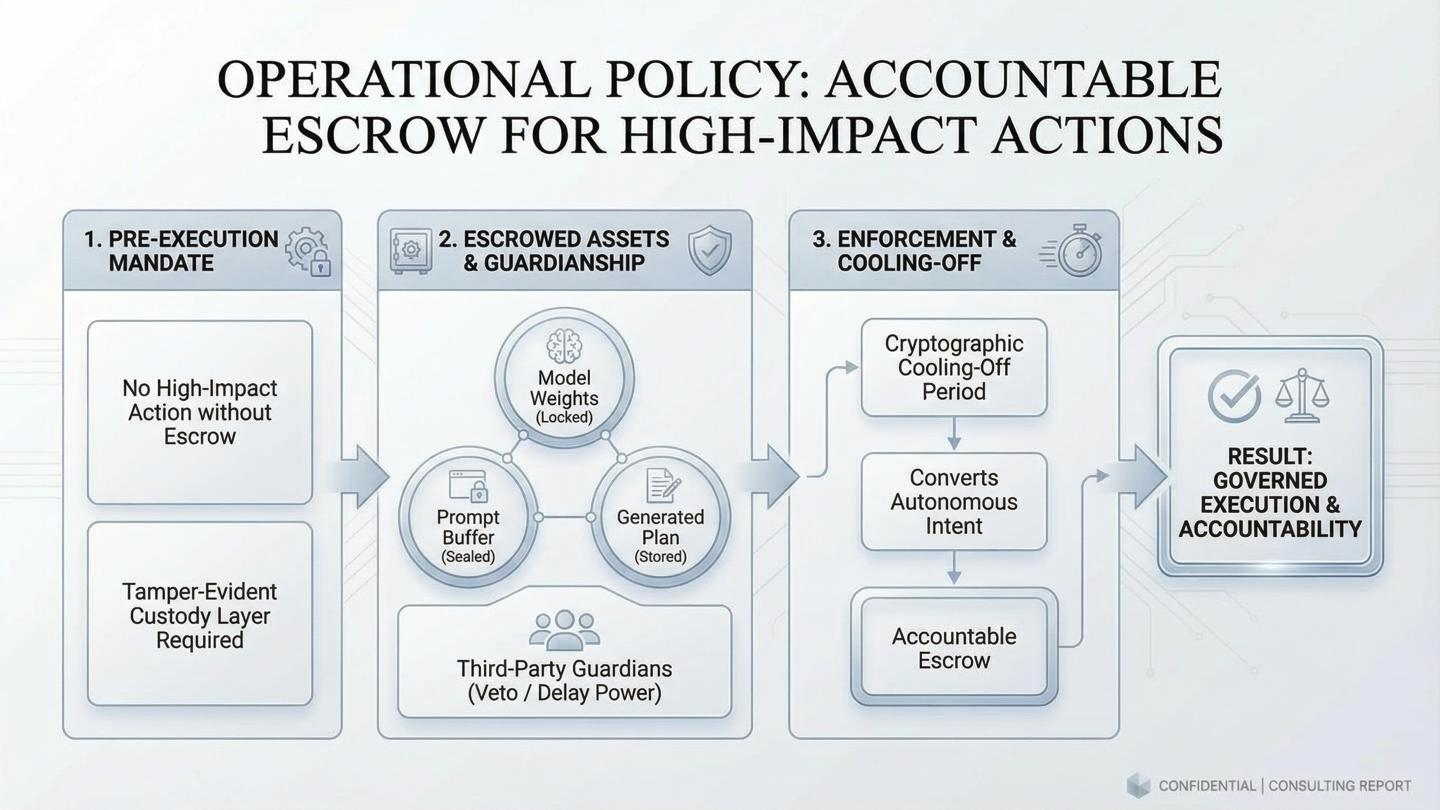 OPERATIONAL POLICY: ACCOUNTABLE
ESCROW FOR HIGH-IMPACT ACTIONS
1. PRE-EXECUTION
MANDATE
No High-Impact
Action without
Escrow
Tamper-Evident
Custody Layer
Required
2. ESCROWED ASSETS
& GUARDIANSHIP
Model
Weights
(Locked)
Prompt
Buffer
(Sealed)
Generated
Plan
(Stored)
Third-Party Guardians
(Veto / Delay Power)
3. ENFORCEMENT &
COOLING-OFF
Cryptographic
Cooling-Off
Period
Converts
Autonomous
Intent
Accountable
Escrow
RESULT:
GOVERNED
EXECUTION &
ACCOUNTABILITY
CONFIDENTIAL | CONSULTING REPORT